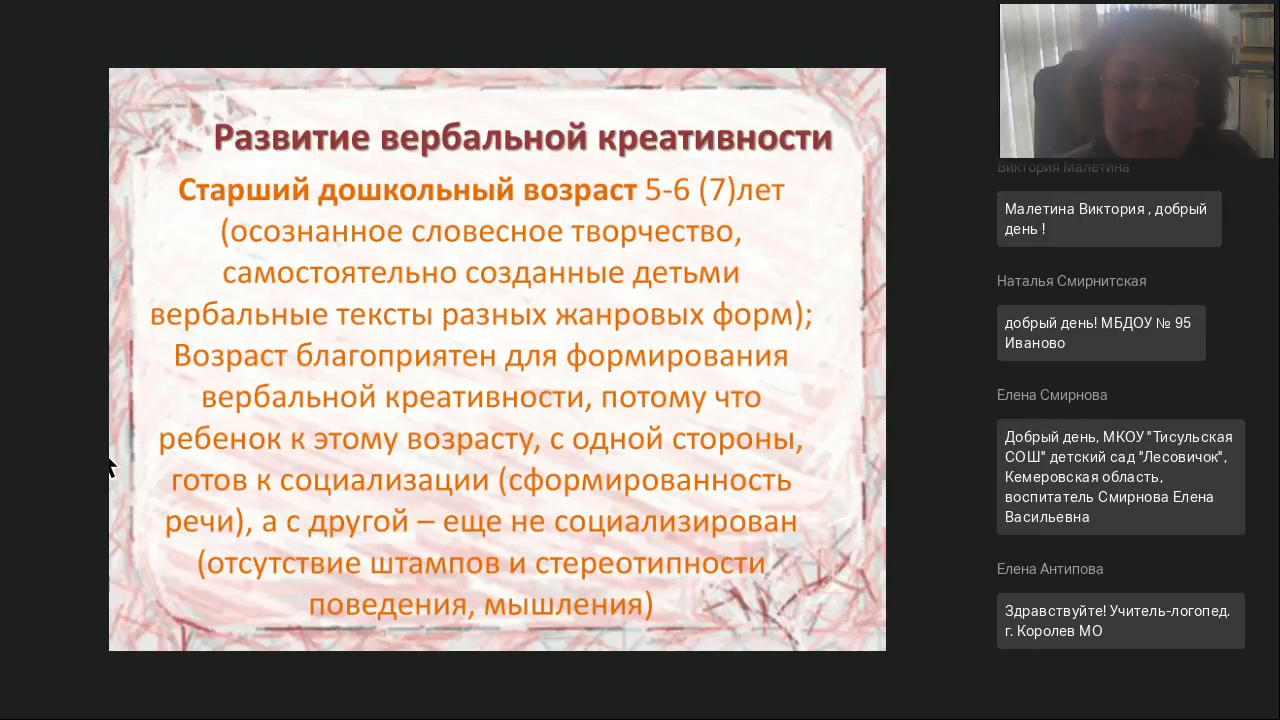 Развитие вербальной креативности
Старший дошкольный возраст 5-6 (7)лет
(осознанное словесное творчество,
самостоятельно созданные детьми
вербальные тексты разных жанровых форм);
Возраст благоприятен для формирования
вербальной креативности, потому что
ребенок к этому возрасту, с одной стороны,
готов к социализации (сформированность
речи), а с другой – еще не социализирован
(отсутствие штампов и стереотипности
поведения, мышления)
Виктория Малетина
Малетина Виктория , добрый
день !
Наталья Смирнитская
добрый день! МБДОУ № 95
Иваново
Елена Смирнова
Добрый день, МКОУ "Тисульская
СОШ" детский сад "Лесовичок",
Кемеровская область,
воспитатель Смирнова Елена
Васильевна
Елена Антипова
Здравствуйте! Учитель-логопед.
г. Королев МО